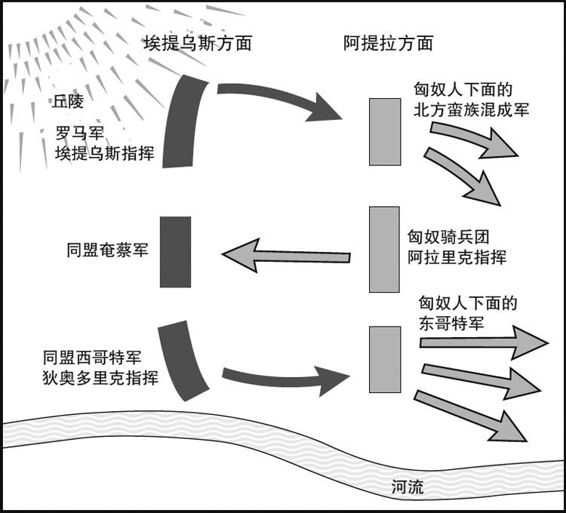 埃提乌斯方面
阿提拉方面
丘陵
罗马军
埃提乌斯指挥
匈奴人下面的
北方蛮族混成军
同盟奄蔡军
匈奴骑兵团
阿拉里克指挥
匈奴人下面的
东哥特军
同盟西哥特军
狄奥多里克指挥
河流